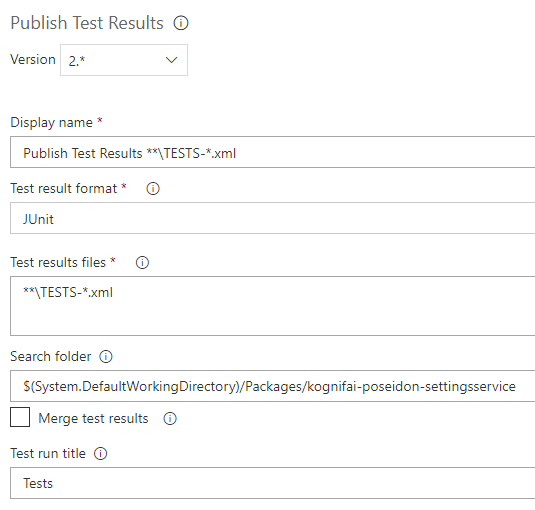 Publish Test Results
Version 2.*
Display name *
Publish Test Results **\TESTS-*.xml
Test result format *
JUnit
Test results files *
**\TESTS-*.xml
Search folder
$(System.DefaultWorkingDirectory)/Packages/kognifai-poseidon-settingsservice
Merge test results
Test run title
Tests